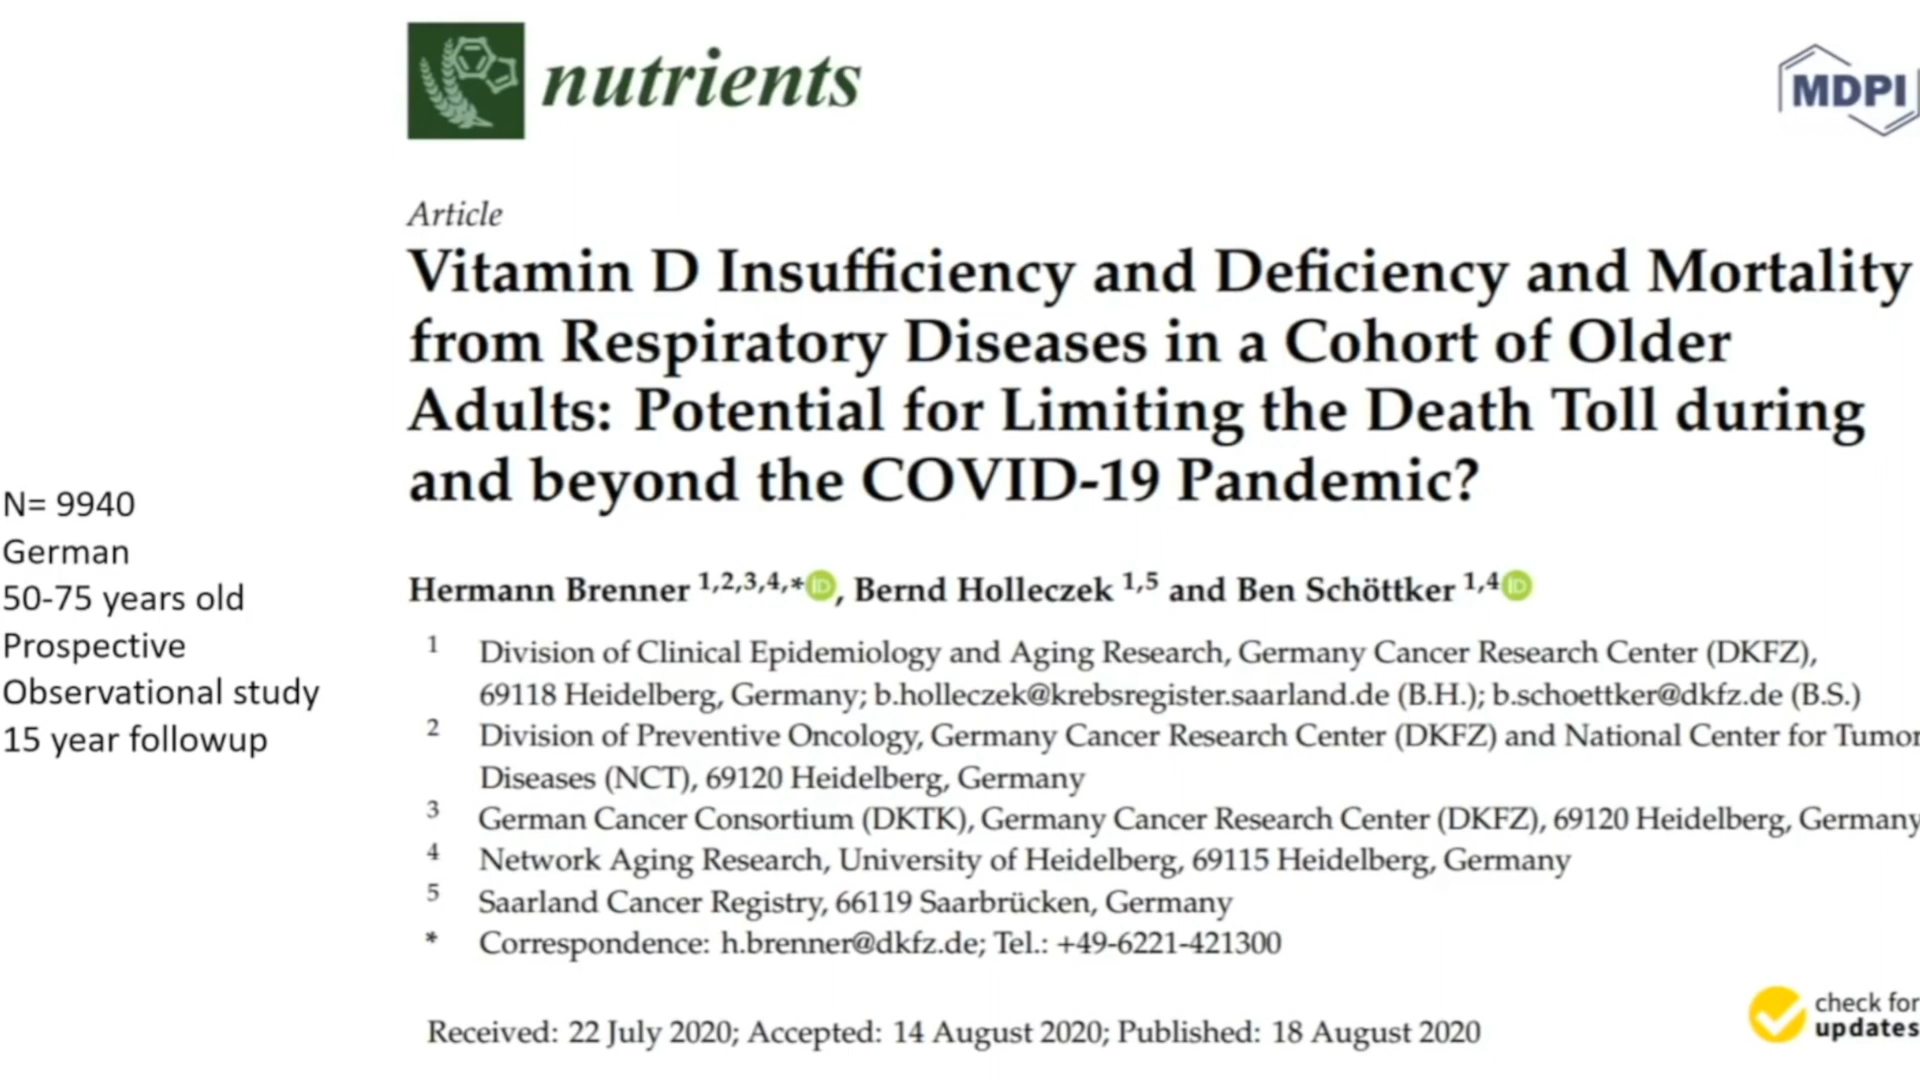 nutrients
MDPI
Article
Vitamin D Insufficiency and Deficiency and Mortality
from Respiratory Diseases in a Cohort of Older
Adults: Potential for Limiting the Death Toll during
and beyond the COVID-19 Pandemic?
N= 9940
German
50-75 years old
Prospective
Observational study
15 year followup
Hermann Brenner 1,2,3,4,* iD, Bernd Holleczek 1,5 and Ben Schöttker 1,4 iD
1 Division of Clinical Epidemiology and Aging Research, Germany Cancer Research Center (DKFZ),
69118 Heidelberg, Germany; b.holleczek@krebsregister.saarland.de (B.H.); b.schoettker@dkfz.de (B.S.)
2 Division of Preventive Oncology, Germany Cancer Research Center (DKFZ) and National Center for Tumor
Diseases (NCT), 69120 Heidelberg, Germany
3 German Cancer Consortium (DKTK), Germany Cancer Research Center (DKFZ), 69120 Heidelberg, Germany
4 Network Aging Research, University of Heidelberg, 69115 Heidelberg, Germany
5 Saarland Cancer Registry, 66119 Saarbrücken, Germany
* Correspondence: h.brenner@dkfz.de; Tel.: +49-6221-421300
Received: 22 July 2020; Accepted: 14 August 2020; Published: 18 August 2020
check for
updates